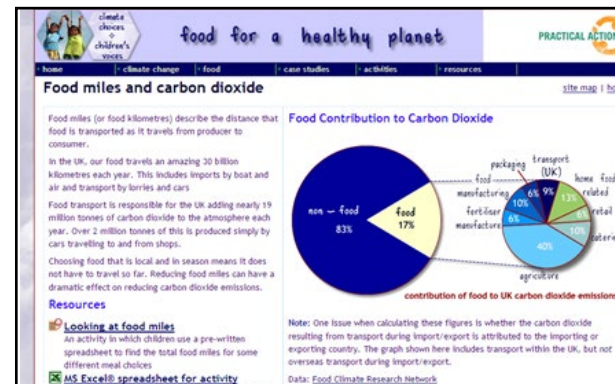 climate
choices
children's
voices
food for a healthy planet
PRACTICAL ACTION
home climate change food case studies activities resources
Food miles and carbon dioxide
site map |
Food miles (or food kilometres) describe the distance that
food is transported as it travels from producer to
consumer.
In the UK, our food travels an amazing 30 billion
kilometres each year. This includes imports by boat and
air and transport by lorries and cars
Food transport is responsible for the UK adding nearly 19
million tonnes of carbon dioxide to the atmosphere each
year. Over 2 million tonnes of this is produced simply by
cars travelling to and from shops.
Choosing food that is local and in season means it does
not have to travel so far. Reducing food miles can have a
dramatic effect on reducing carbon dioxide emissions.
Resources
Looking at food miles
An activity in which children use a pre-written
spreadsheet to find the total food miles for some
different meal choices
MS Excel® spreadsheet for activity
Food Contribution to Carbon Dioxide
non - food
83%
food
17%
food
packaging
6%
transport
(UK)
9%
home food
related
13%
retail
6%
cateri
10%
agriculture
40%
fertiliser
manufacture
6%
manufacturing
10%
contribution of food to UK carbon dioxide emissions
Note: One issue when calculating these figures is whether the carbon dioxide
resulting from transport during import/export is attributed to the importing or
exporting country. The graph shown here includes transport within the UK, but not
overseas transport during import/export.
Data: Food Climate Research Network